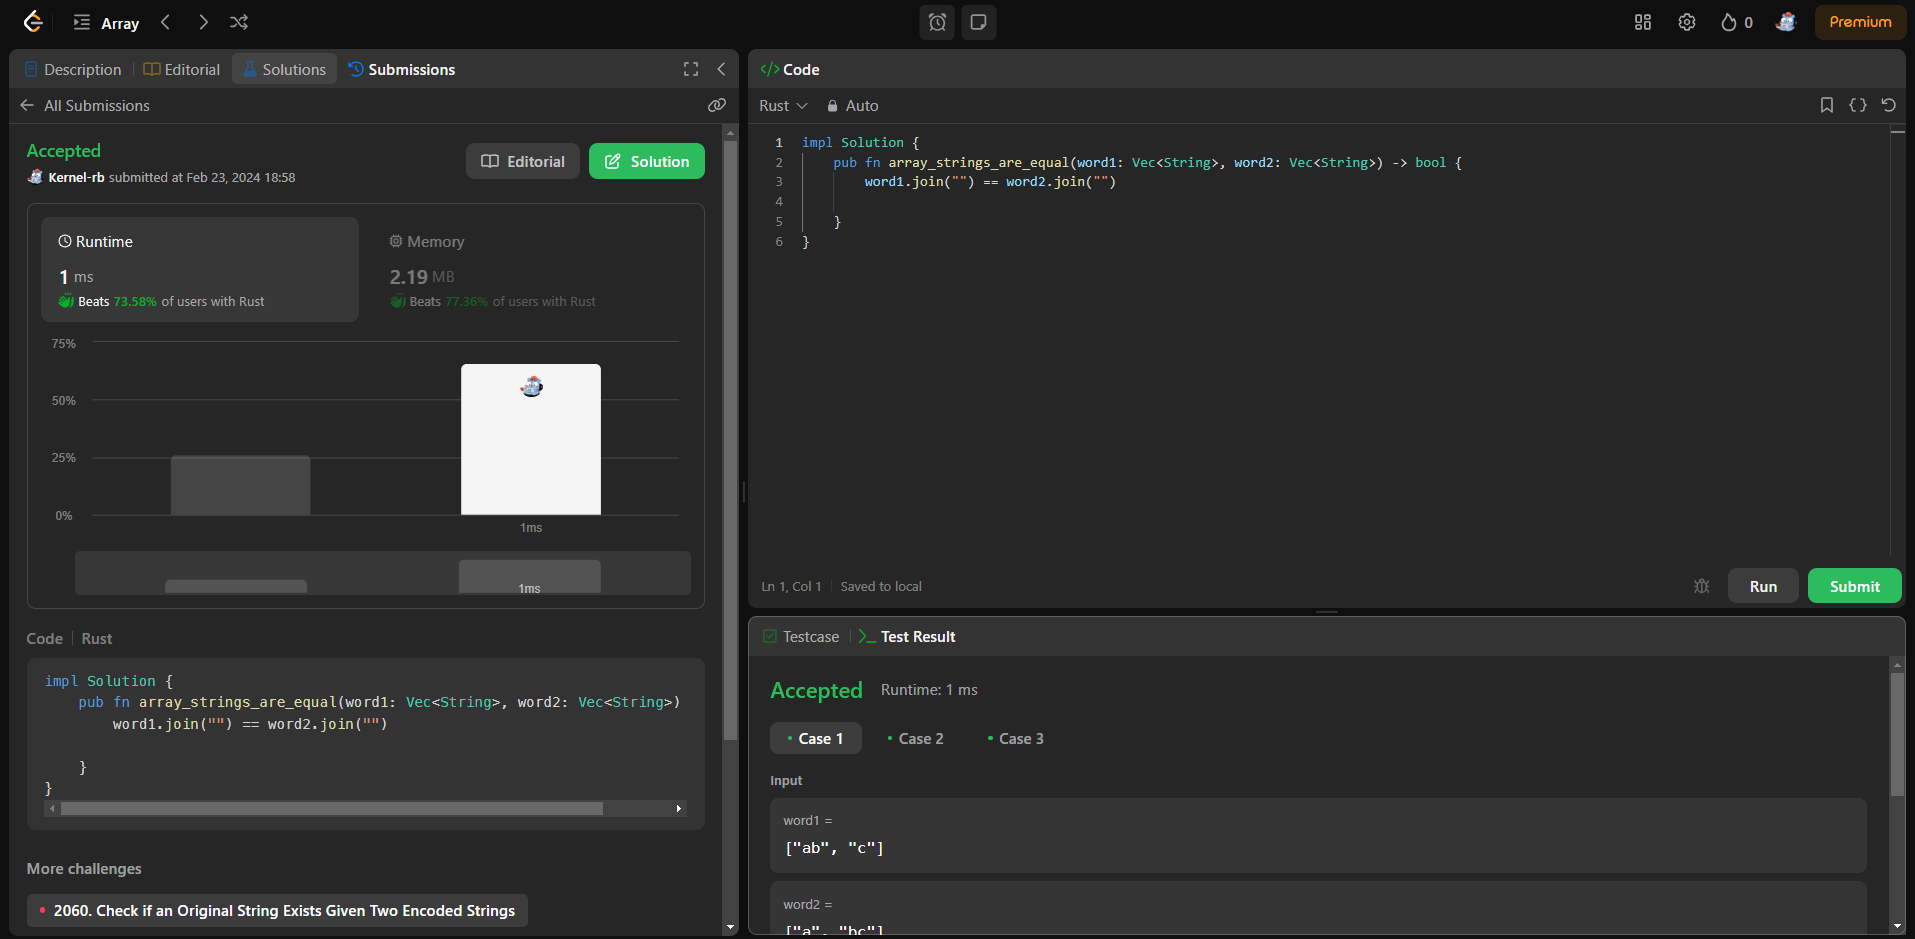 Array
0
Premium
Description
Editorial
Solutions
Submissions
All Submissions
Accepted
Kernel-rb submitted at Feb 23, 2024 18:58
Editorial
Solution
Runtime
1 ms
Beats 73.58% of users with Rust
Memory
2.19 MB
Beats 77.36% of users with Rust
75%
50%
25%
0%
1ms
1ms
Code
Rust
impl Solution {
    pub fn array_strings_are_equal(word1: Vec<String>, word2: Vec<String>)
        word1.join("") == word2.join("")
    }
}
More challenges
2060. Check if an Original String Exists Given Two Encoded Strings
</> Code
Rust
Auto
1 impl Solution {
2     pub fn array_strings_are_equal(word1: Vec<String>, word2: Vec<String>) -> bool {
3         word1.join("") == word2.join("")
4
5     }
6 }
Ln 1, Col 1
Saved to local
Run
Submit
Testcase
Test Result
Accepted
Runtime: 1 ms
Case 1
Case 2
Case 3
Input
word1 =
["ab", "c"]
word2 =
["a", "bc"]